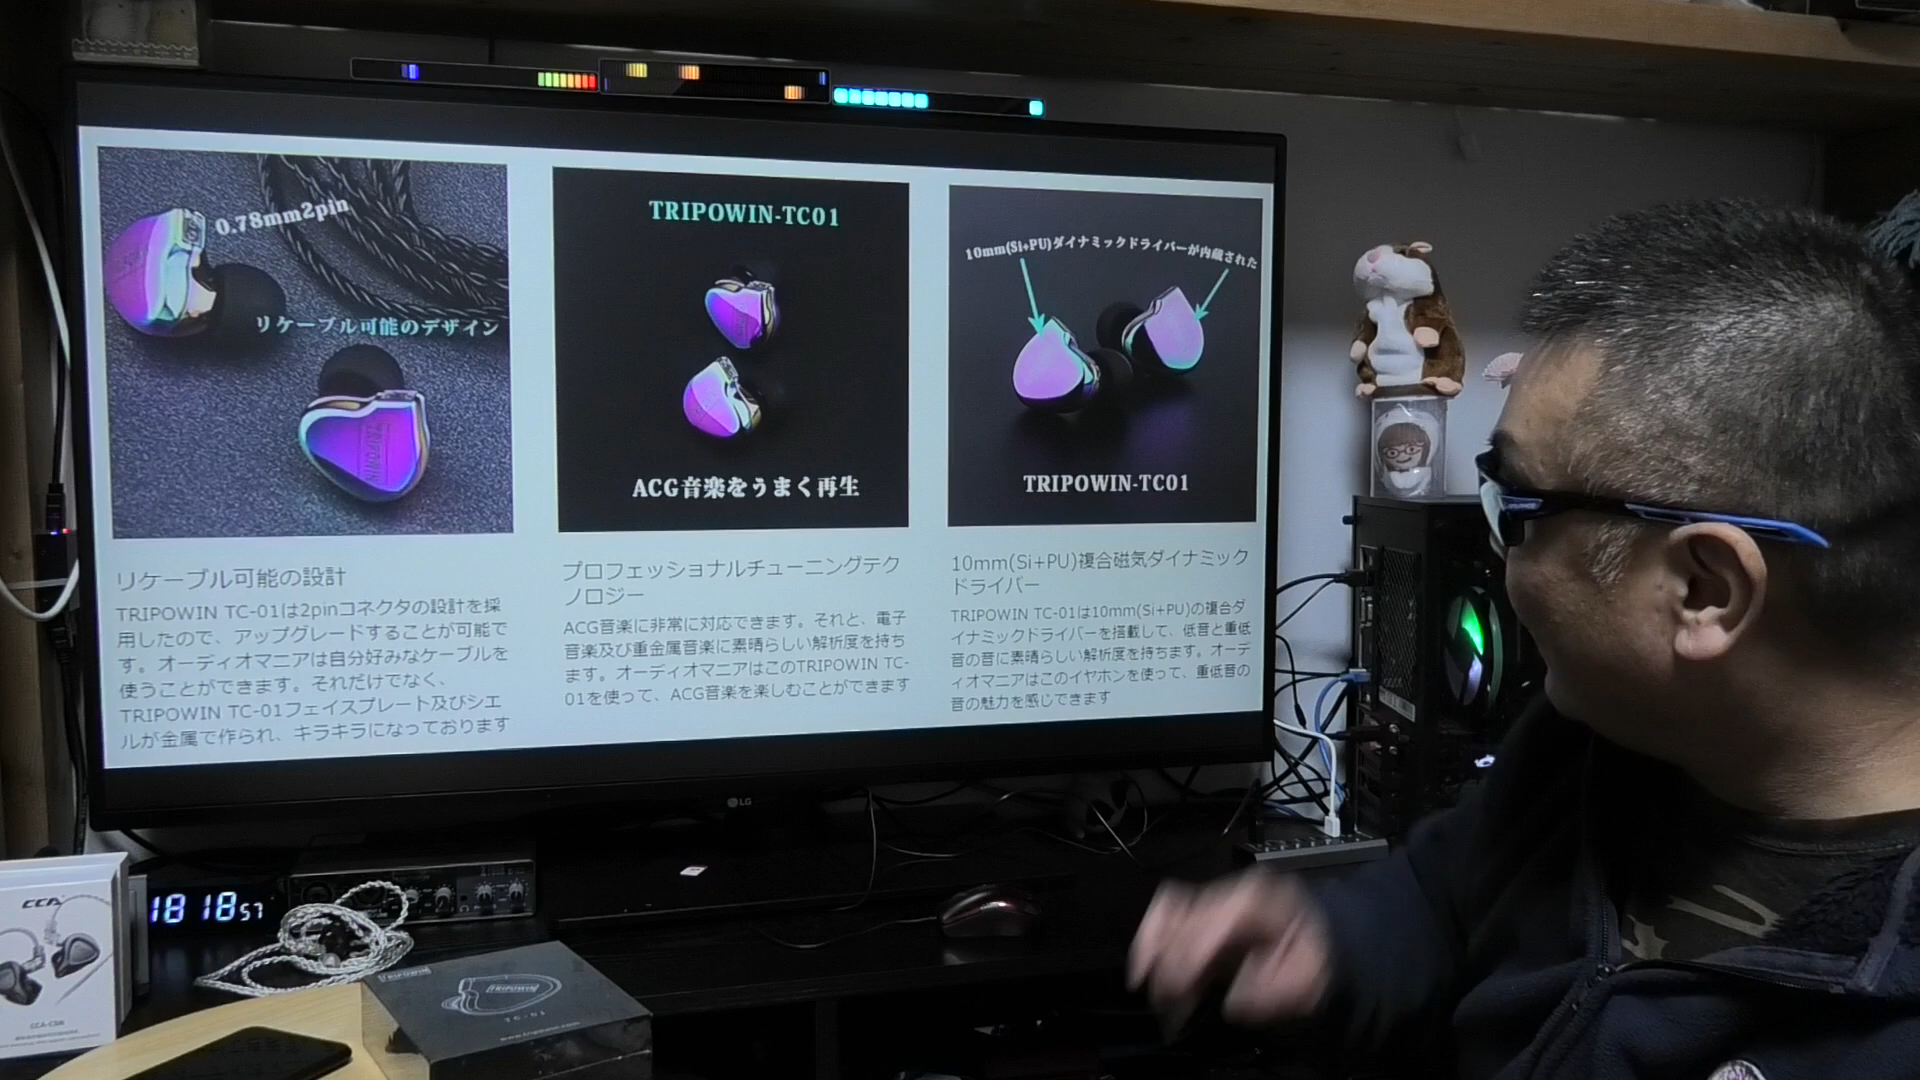 0.78mm2pin
リケーブル可能のデザイン
TRIPOWIN
リケーブル可能の設計
TRIPOWIN TC-01は2pinコネクタの設計を採
用したので、アップグレードすることが可能で
す。オーディオマニアは自分好みなケーブルを
使うことができます。それだけでなく、
TRIPOWIN TC-01フェイスプレート及びシエ
ルが金属で作られ、キラキラになっております
TRIPOWIN-TC01
ACG音楽をうまく再生
プロフェッショナルチューニングテク
ノロジー
ACG音楽に非常に対応できます。それと、電子
音楽及び重金属音楽に素晴らしい解析度を持ち
ます。オーディオマニアはこのTRIPOWIN TC-
01を使って、ACG音楽を楽しむことができます
10mm(Si+PU)ダイナミックドライバーが内蔵された
TRIPOWIN-TC01
10mm(Si+PU)複合磁気ダイナミック
ドライバー
TRIPOWIN TC-01は10mm(Si+PU)の複合ダ
イナミックドライバーを搭載して、低音と重低
音の音に素晴らしい解析度を持ちます。オーデ
ィオマニアはこのイヤホンを使って、重低音の
音の魅力を感じできます
LG
CCA
18 18 57
TRIPOWIN
TRIPOWIN
TC-01
www.tripowin.com